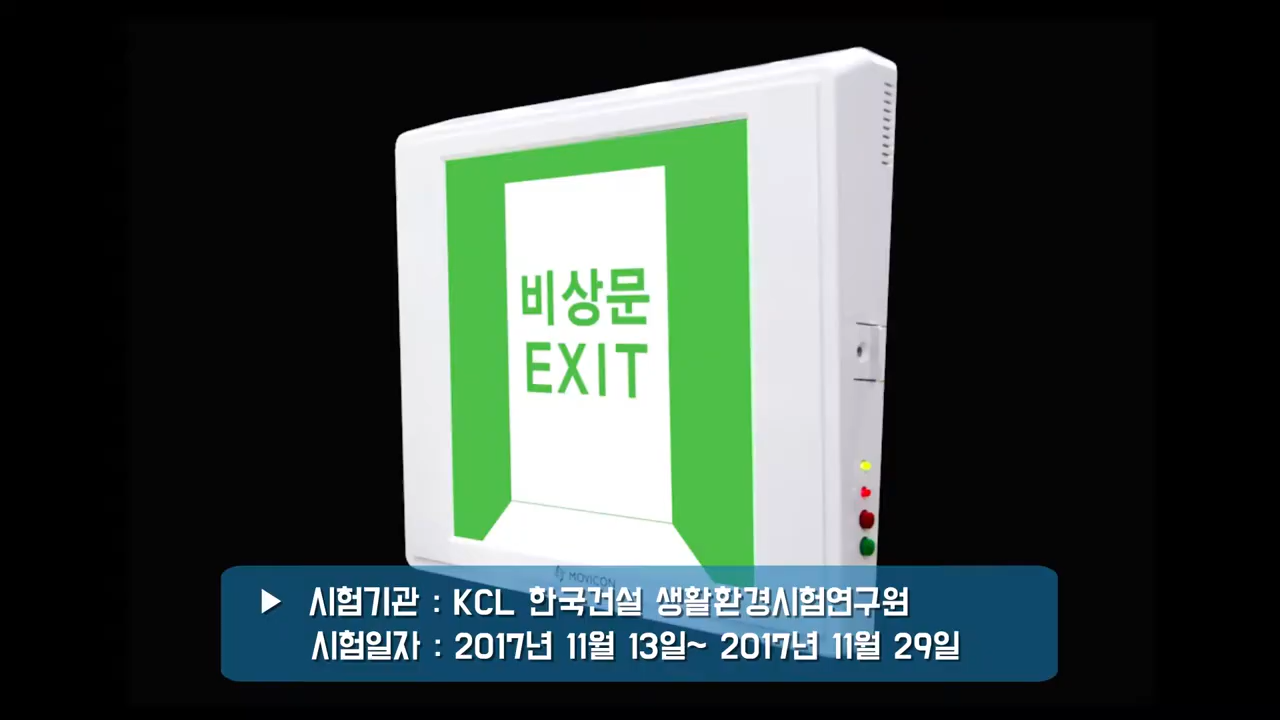 비상문
EXIT
MOVICON
▶ 시험기관 : KCL 한국건설 생활환경시험연구원
시험일자 : 2017년 11월 13일~ 2017년 11월 29일